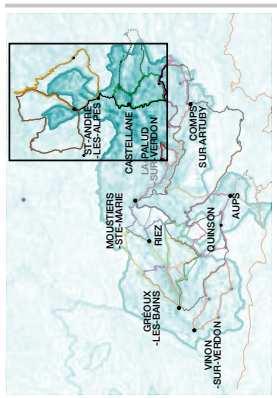 ST-ANDRÉ
-LES-ALPES
CASTELLANE
LA-PALUD
SUR-VERDON
COMPS
SUR ARTUBY
MOUSTIERS
-STE-MARIE
RIEZ
QUINSON
AUPS
GRÉOUX
-LES-BAINS
VINON
-SUR-VERDON